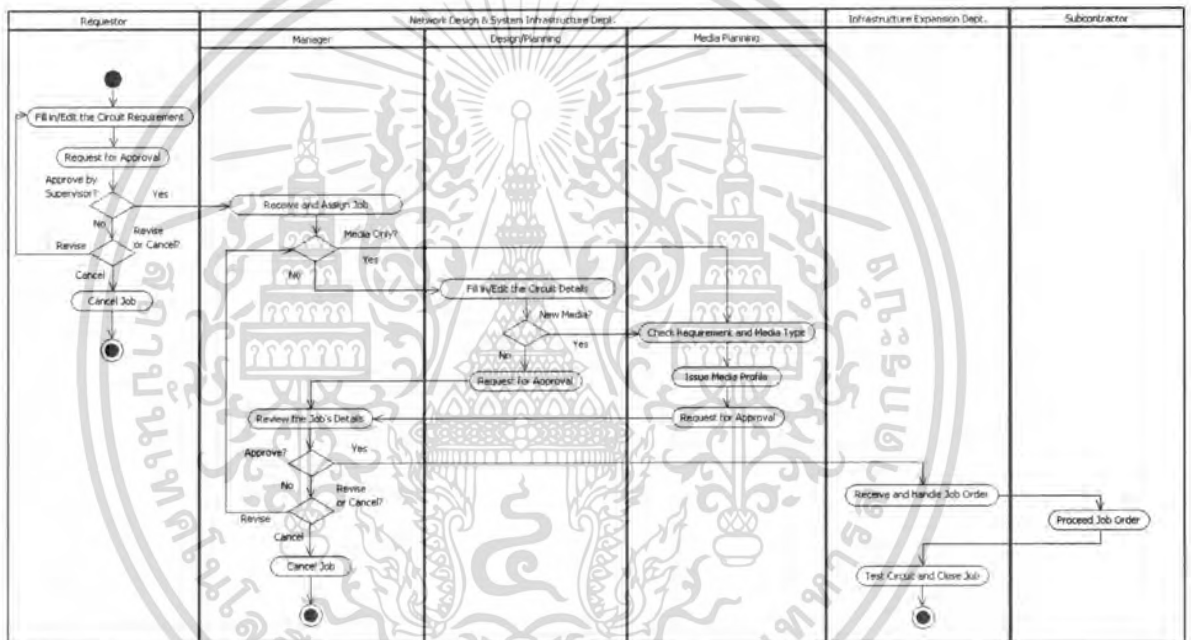 Requestor
Network Design & System Infrastructure Dept.
Infrastructure Expansion Dept.
Subcontractor
Manager
Design/Planning
Media Planning
Fill in/Edit the Circuit Requirement
Request for Approval
Approve by
Supervisor?
Yes
No
Revise
or Cancel?
Revise
Cancel
Cancel Job
Receive and Assign Job
Media Only?
Yes
No
Fill in/Edit the Circuit Details
New Media?
Yes
No
Check Requirement and Media Type
Issue Media Profile
Request for Approval
Request for Approval
Review the Job's Details
Approve?
Yes
No
Revise
or Cancel?
Revise
Cancel
Cancel Job
Receive and Handle Job Order
Proceed Job Order
Test Circuit and Close Job